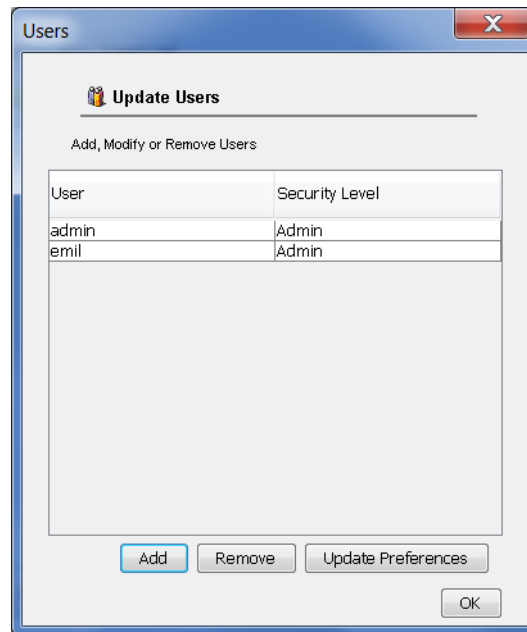 Users
Update Users
Add, Modify or Remove Users
User Security Level
admin Admin
emil Admin
Add Remove Update Preferences
OK